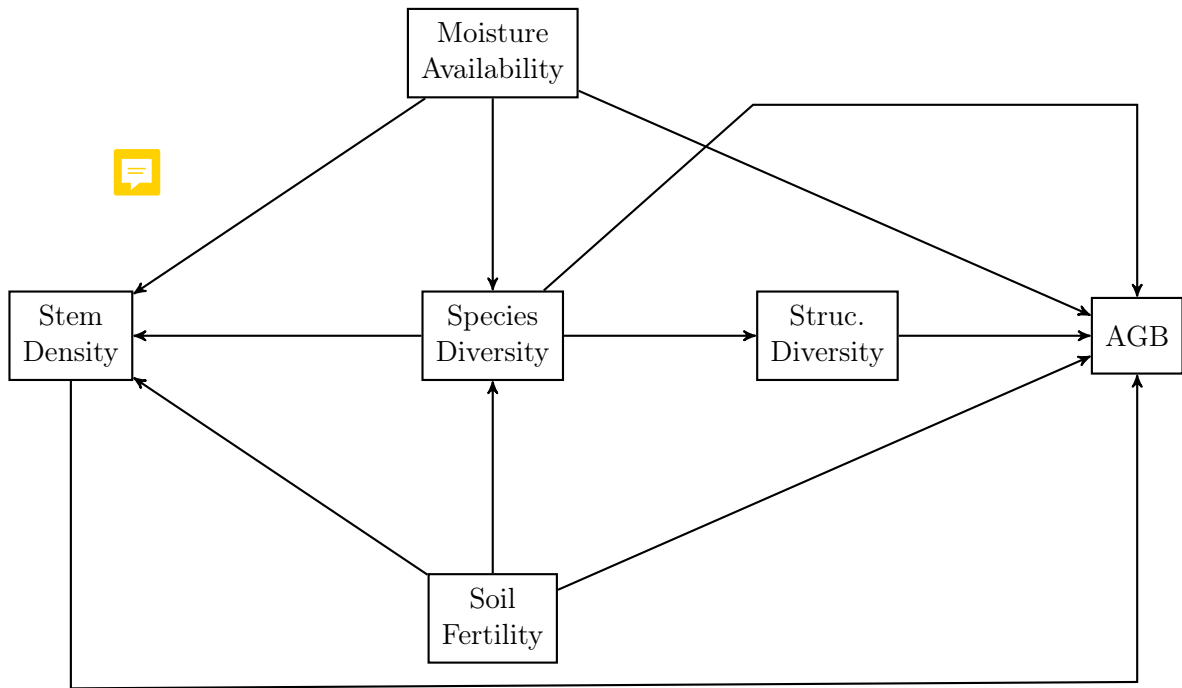 Moisture
Availability
Stem
Density
Species
Diversity
Struc.
Diversity
AGB
Soil
Fertility